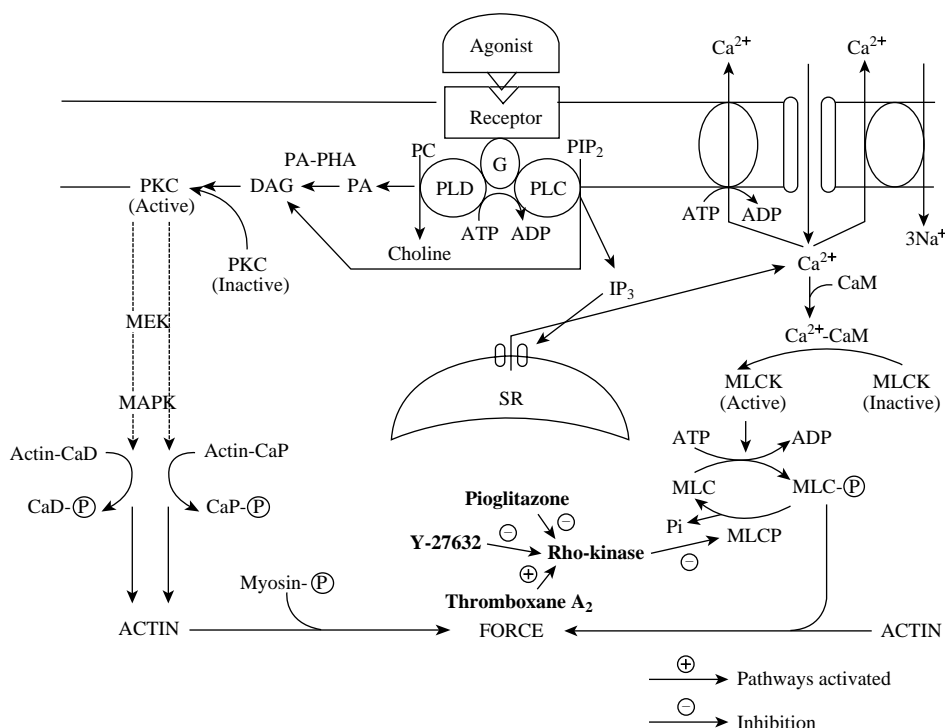 Agonist
Ca2+
Ca2+
Receptor
PC
G
PIP2
PA-PHA
PKC
(Active)
DAG
PA
PLD
PLC
ATP
ADP
ATP
ADP
3Na+
Choline
PKC
(Inactive)
Ca2+
IP3
CaM
MEK
Ca2+-CaM
SR
MLCK
(Active)
MLCK
(Inactive)
MAPK
Actin-CaD
Actin-CaP
ATP
ADP
CaD-P
CaP-P
MLC
MLC-P
Pioglitazone
−
Pi
MLCP
Y-27632
−
Rho-kinase
−
+
Myosin-P
Thromboxane A2
ACTIN
FORCE
ACTIN
+
Pathways activated
−
Inhibition